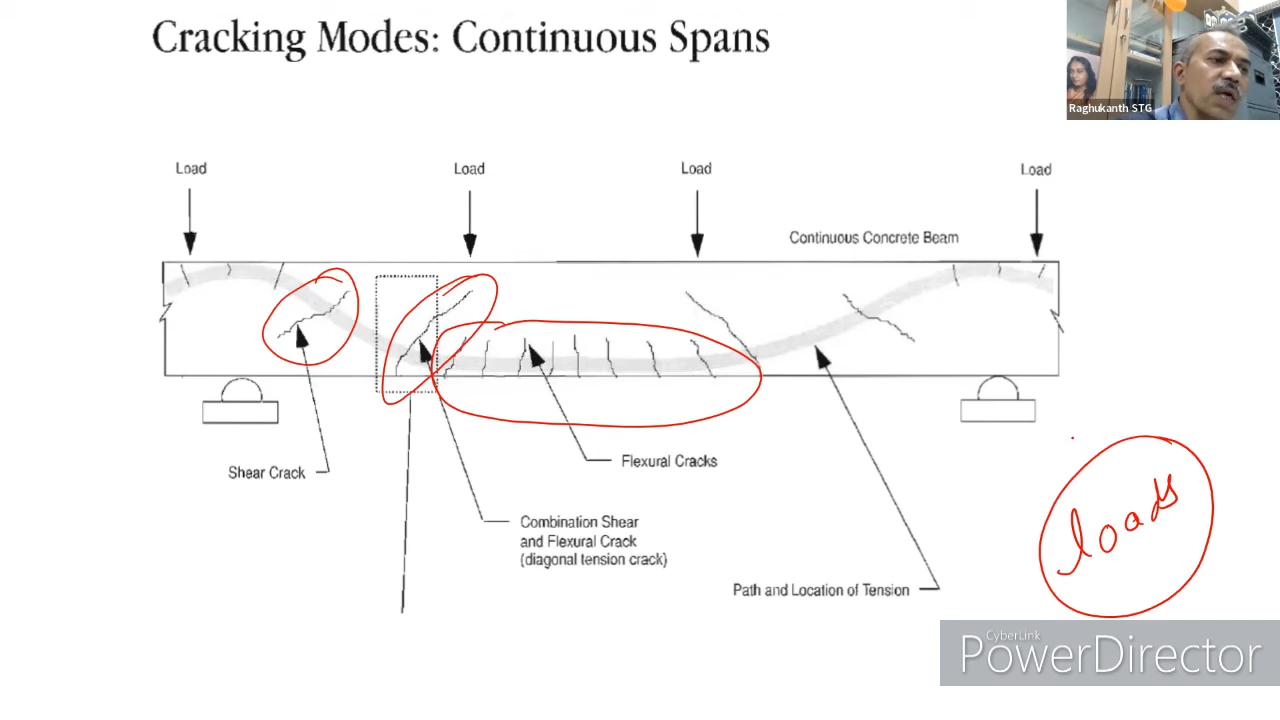 Cracking Modes: Continuous Spans
Raghukanth STG
Load
Load
Load
Load
Continuous Concrete Beam
Shear Crack
Flexural Cracks
Combination Shear
and Flexural Crack
(diagonal tension crack)
Path and Location of Tension
loads
CyberLink
PowerDirector